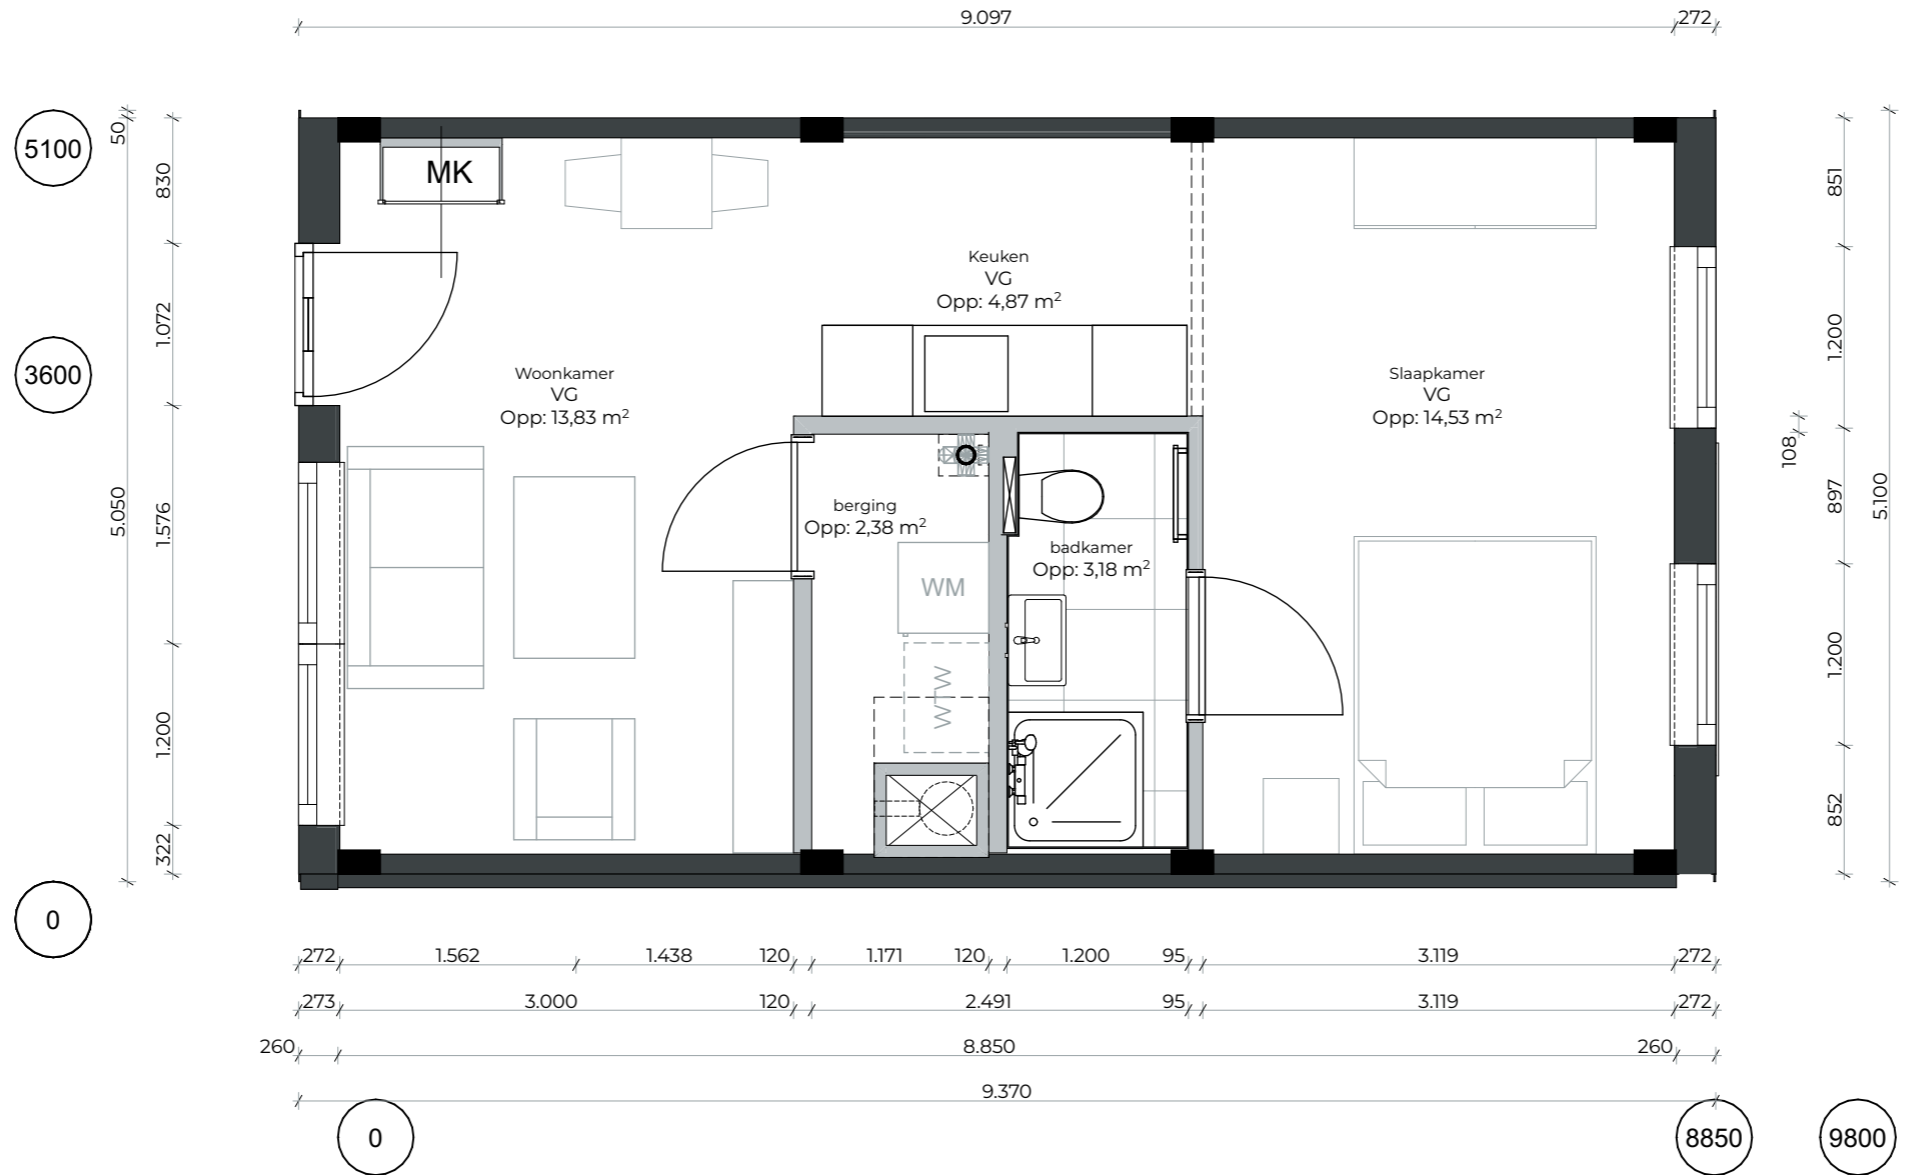 9.097
272
5100
3600
0
50
5.050
830
1.072
1.576
1.200
322
MK
Keuken
VG
Opp: 4,87 m²
Woonkamer
VG
Opp: 13,83 m²
Slaapkamer
VG
Opp: 14,53 m²
berging
Opp: 2,38 m²
badkamer
Opp: 3,18 m²
WM
WTW
851
1.200
897
1.200
852
108
5.100
272
1.562
1.438
120
1.171
120
1.200
95
3.119
272
273
3.000
120
2.491
95
3.119
272
260
8.850
260
9.370
0
8850
9800